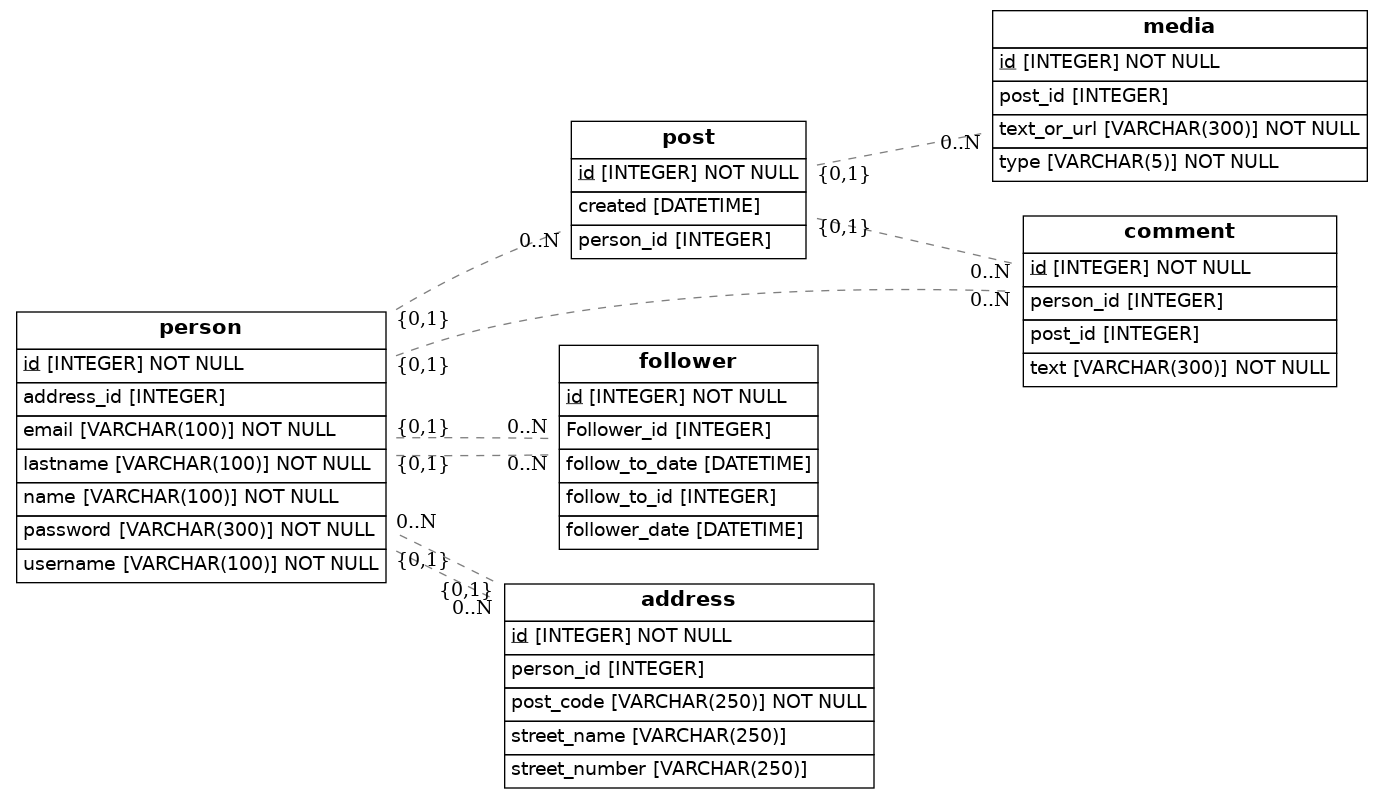 media
id [INTEGER] NOT NULL
post_id [INTEGER]
text_or_url [VARCHAR(300)] NOT NULL
type [VARCHAR(5)] NOT NULL
post
id [INTEGER] NOT NULL
created [DATETIME]
person_id [INTEGER]
0..N
{0,1}
{0,1}
0..N
comment
id [INTEGER] NOT NULL
person_id [INTEGER]
post_id [INTEGER]
text [VARCHAR(300)] NOT NULL
0..N
0..N
person
id [INTEGER] NOT NULL
address_id [INTEGER]
email [VARCHAR(100)] NOT NULL
lastname [VARCHAR(100)] NOT NULL
name [VARCHAR(100)] NOT NULL
password [VARCHAR(300)] NOT NULL
username [VARCHAR(100)] NOT NULL
{0,1}
{0,1}
{0,1}
0..N
{0,1}
0..N
follower
id [INTEGER] NOT NULL
Follower_id [INTEGER]
follow_to_date [DATETIME]
follow_to_id [INTEGER]
follower_date [DATETIME]
0..N
{0,1}
{0,1}
0..N
address
id [INTEGER] NOT NULL
person_id [INTEGER]
post_code [VARCHAR(250)] NOT NULL
street_name [VARCHAR(250)]
street_number [VARCHAR(250)]